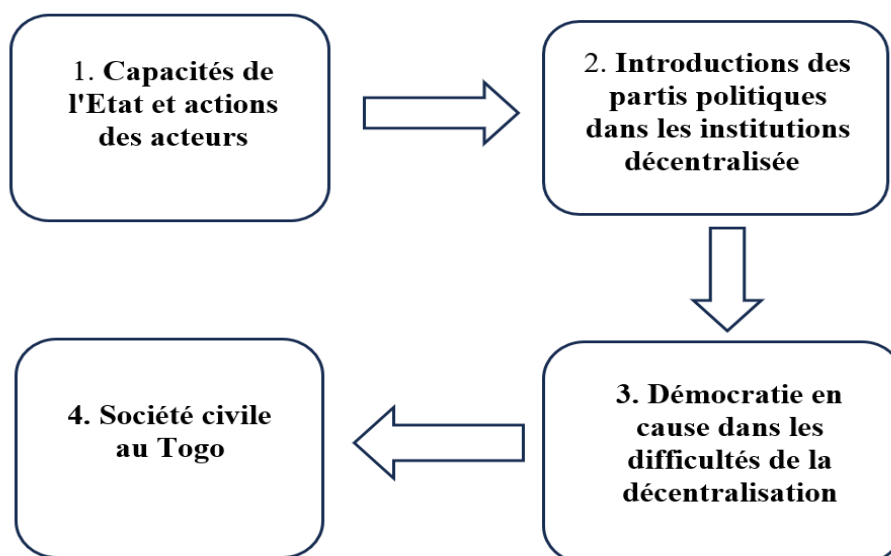 1. Capacités de
l'Etat et actions
des acteurs
2. Introductions des
partis politiques
dans les institutions
décentralisée
3. Démocratie en
cause dans les
difficultés de la
décentralisation
4. Société civile
au Togo